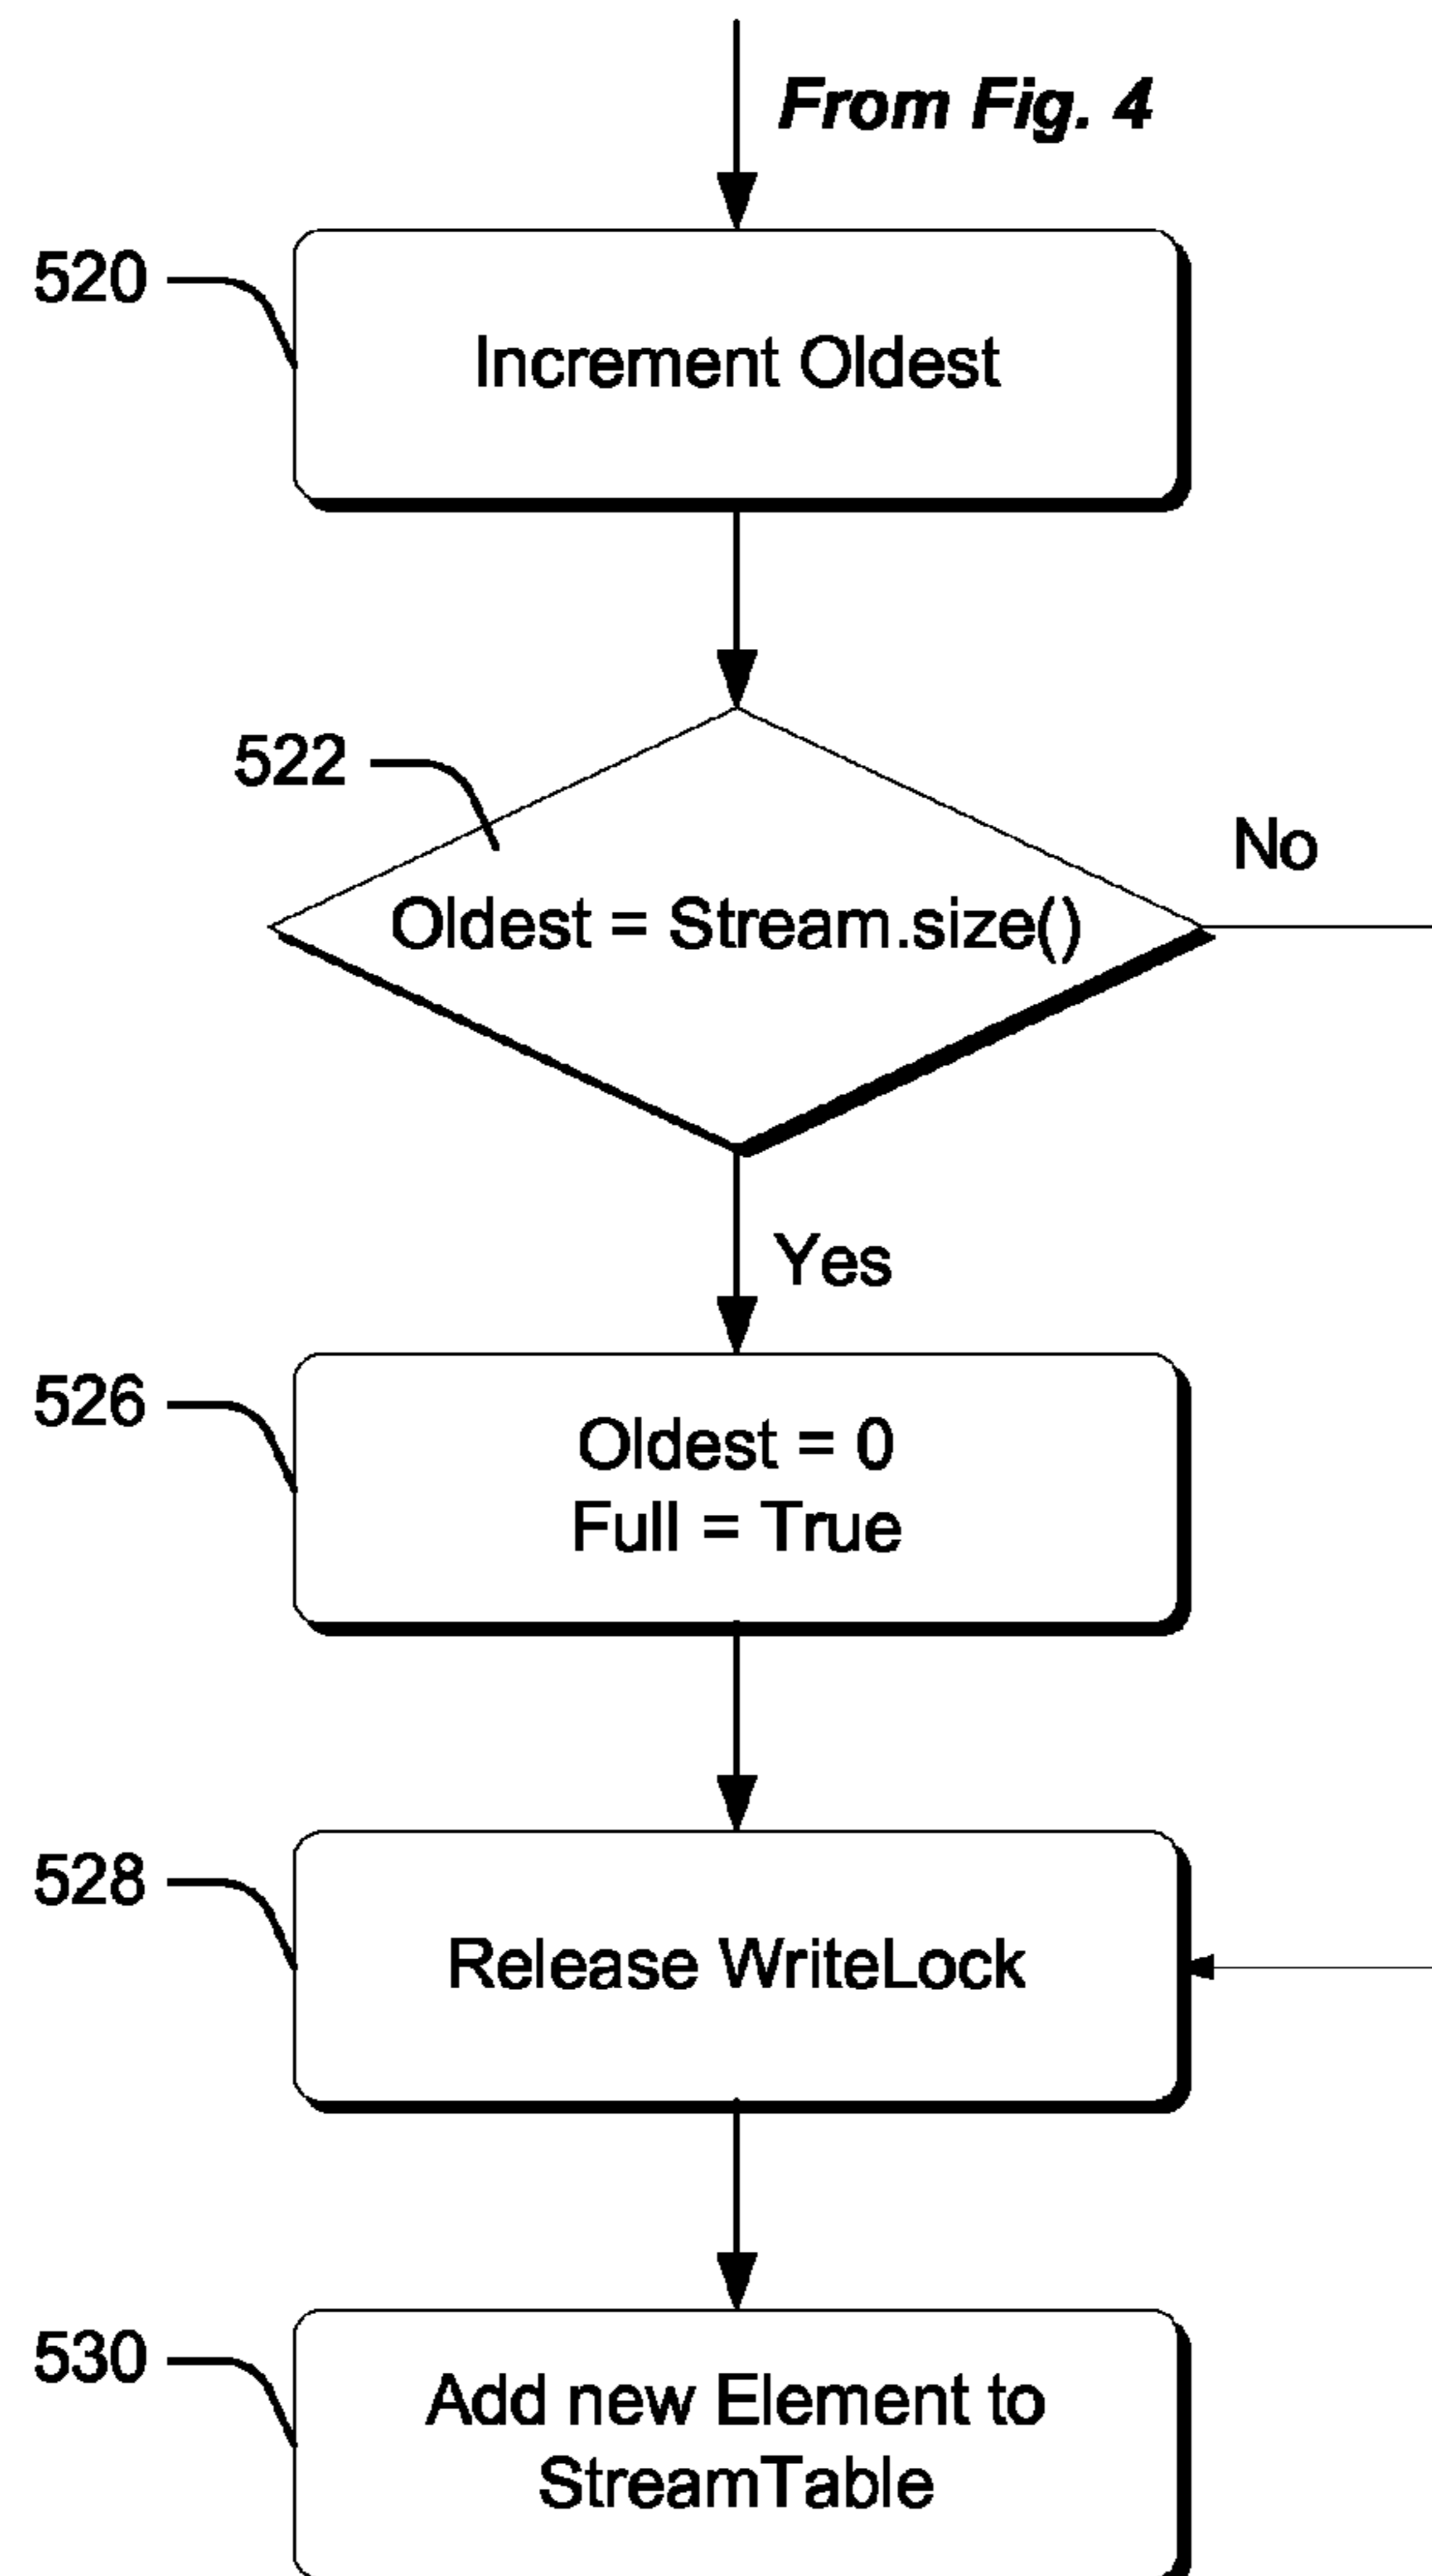 From Fig. 4
520
Increment Oldest
522
No
Oldest = Stream.size()
Yes
526
Oldest = 0
Full = True
528
Release WriteLock
530
Add new Element to
StreamTable